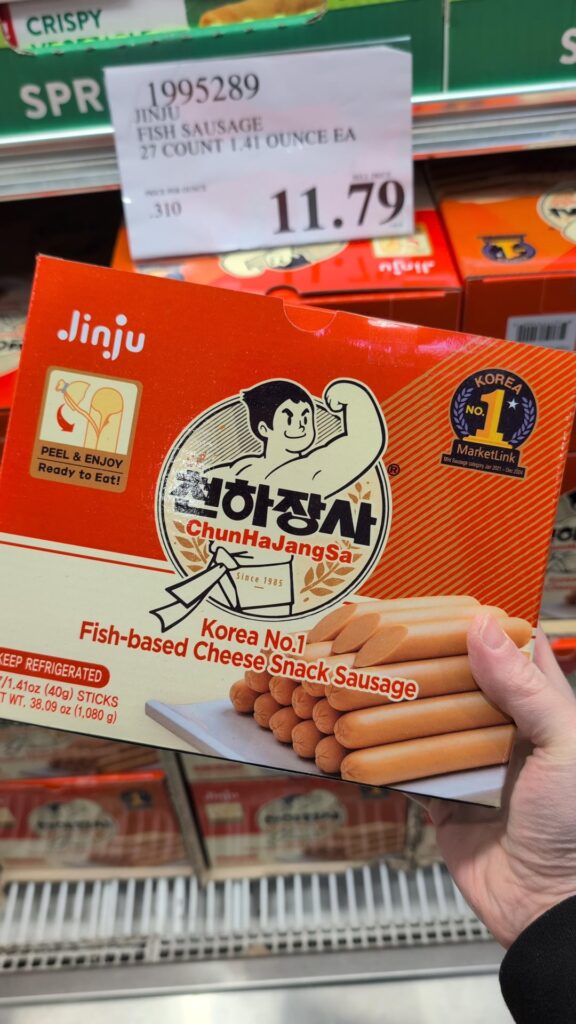 CRISPY
SPR
S
1995289
JINJU
FISH SAUSAGE
27 COUNT 1.41 OUNCE EA
.310
11.79
Jinju
Jinju
PEEL & ENJOY
Ready to Eat!
KOREA
NO.
1
MarketLink
천하장사
®
ChunHaJangSa
Since 1985
Korea No.1
Fish-based Cheese Snack Sausage
KEEP REFRIGERATED
/1.41oz (40g) STICKS
T WT. 38.09 oz (1,080 g)